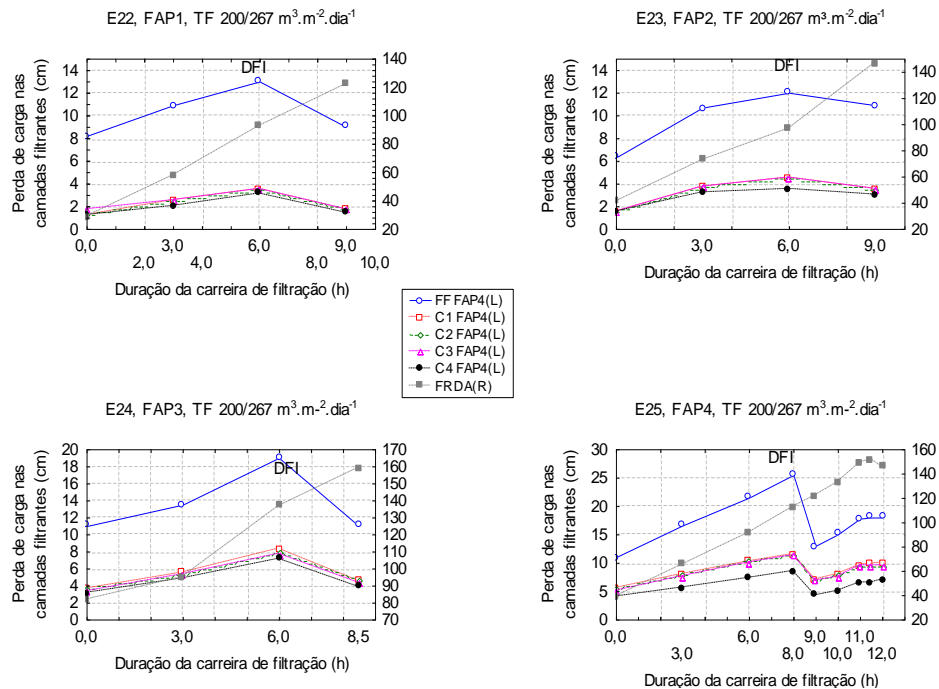 E22, FAP1, TF 200/267 m³.m-².dia-¹
Perda de carga nas
camadas filtrantes (cm)
DFI
14
12
10
8
6
4
2
0
140
120
100
80
60
40
20
0,0 3,0 6,0 9,0
2,0 4,0 8,0 10,0
Duração da carreira de filtração (h)
E23, FAP2, TF 200/267 m³.m-².dia-¹
Perda de carga nas
camadas filtrantes (cm)
DFI
14
12
10
8
6
4
2
0
140
120
100
80
60
40
20
0,0 3,0 6,0 9,0
Duração da carreira de filtração (h)
FF FAP4(L)
C1 FAP4(L)
C2 FAP4(L)
C3 FAP4(L)
C4 FAP4(L)
FRDA(R)
E24, FAP3, TF 200/267 m³.m-².dia-¹
Perda de carga nas
camadas filtrantes (cm)
DFI
20
18
16
14
12
10
8
6
4
2
0
170
160
150
140
130
120
110
100
90
80
70
0,0 3,0 6,0 8,5
Duração da carreira de filtração (h)
E25, FAP4, TF 200/267 m³.m-².dia-¹
Perda de carga nas
camadas filtrantes (cm)
DFI
30
25
20
15
10
5
0
160
140
120
100
80
60
40
20
0,0 6,0 9,0 11,0
3,0 8,0 10,0 12,0
Duração da carreira de filtração (h)